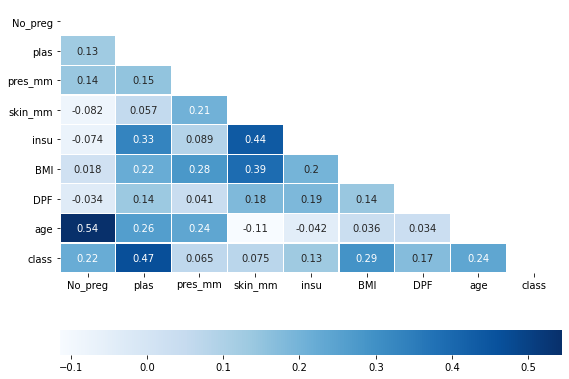 No_preg
plas 0.13
pres_mm 0.14 0.15
skin_mm -0.082 0.057 0.21
insu -0.074 0.33 0.089 0.44
BMI 0.018 0.22 0.28 0.39 0.2
DPF -0.034 0.14 0.041 0.18 0.19 0.14
age 0.54 0.26 0.24 -0.11 -0.042 0.036 0.034
class 0.22 0.47 0.065 0.075 0.13 0.29 0.17 0.24
No_preg plas pres_mm skin_mm insu BMI DPF age class
−0.1 0.0 0.1 0.2 0.3 0.4 0.5